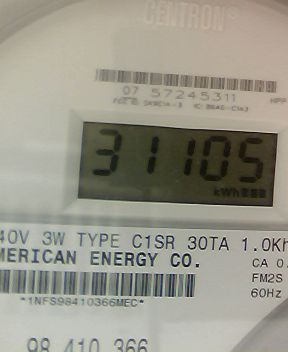 CENTRON®
07 57245311
31105
kWh
40V 3W TYPE C1SR 30TA 1.0Kh
MERICAN ENERGY CO.
CA 0.
FM2S
*1NFS98410366MEC*
60Hz
98 410 366